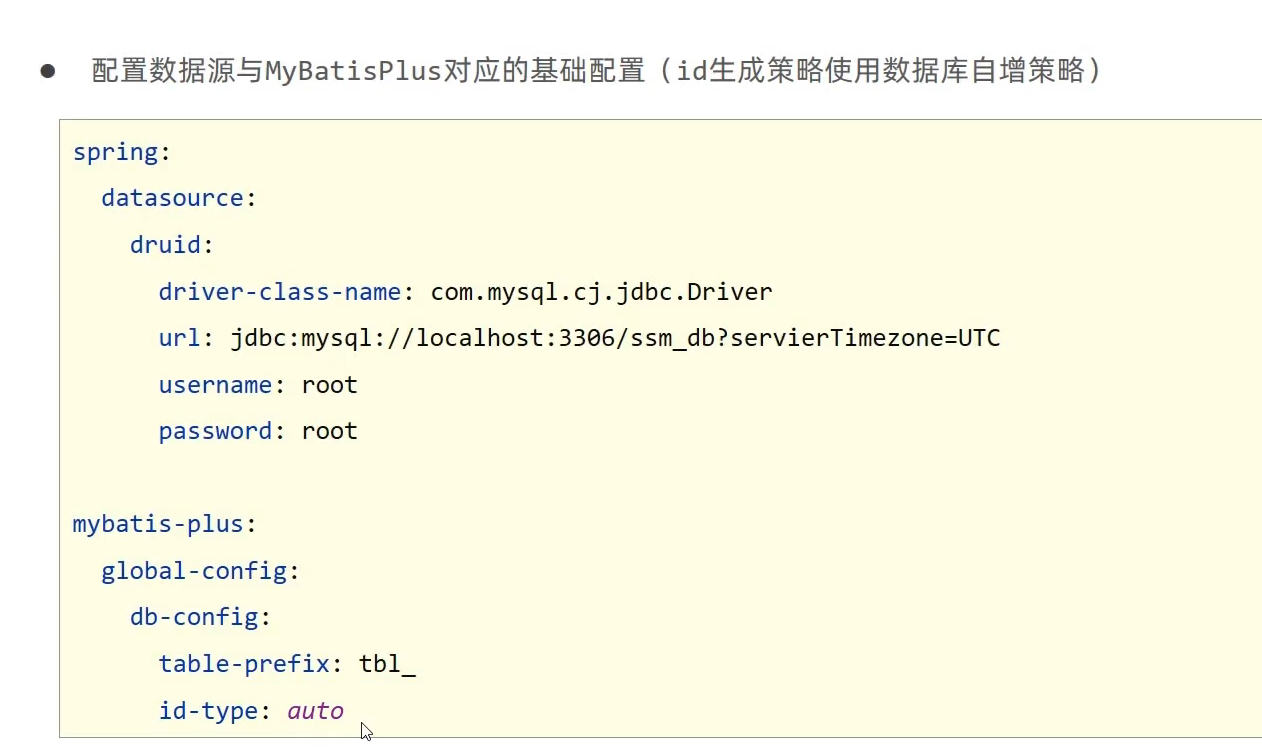 ● 配置数据源与MyBatisPlus对应的基础配置（id生成策略使用数据库自增策略）
spring:
  datasource:
    druid:
      driver-class-name: com.mysql.cj.jdbc.Driver
      url: jdbc:mysql://localhost:3306/ssm_db?servierTimezone=UTC
      username: root
      password: root
mybatis-plus:
  global-config:
    db-config:
      table-prefix: tbl_
      id-type: auto